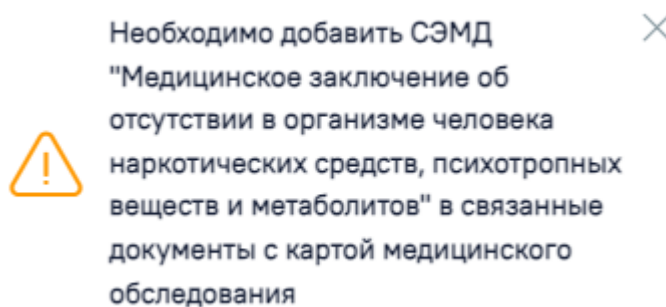 Необходимо добавить СЭМД
"Медицинское заключение об
отсутствии в организме человека
наркотических средств, психотропных
веществ и метаболитов" в связанные
документы с картой медицинского
обследования